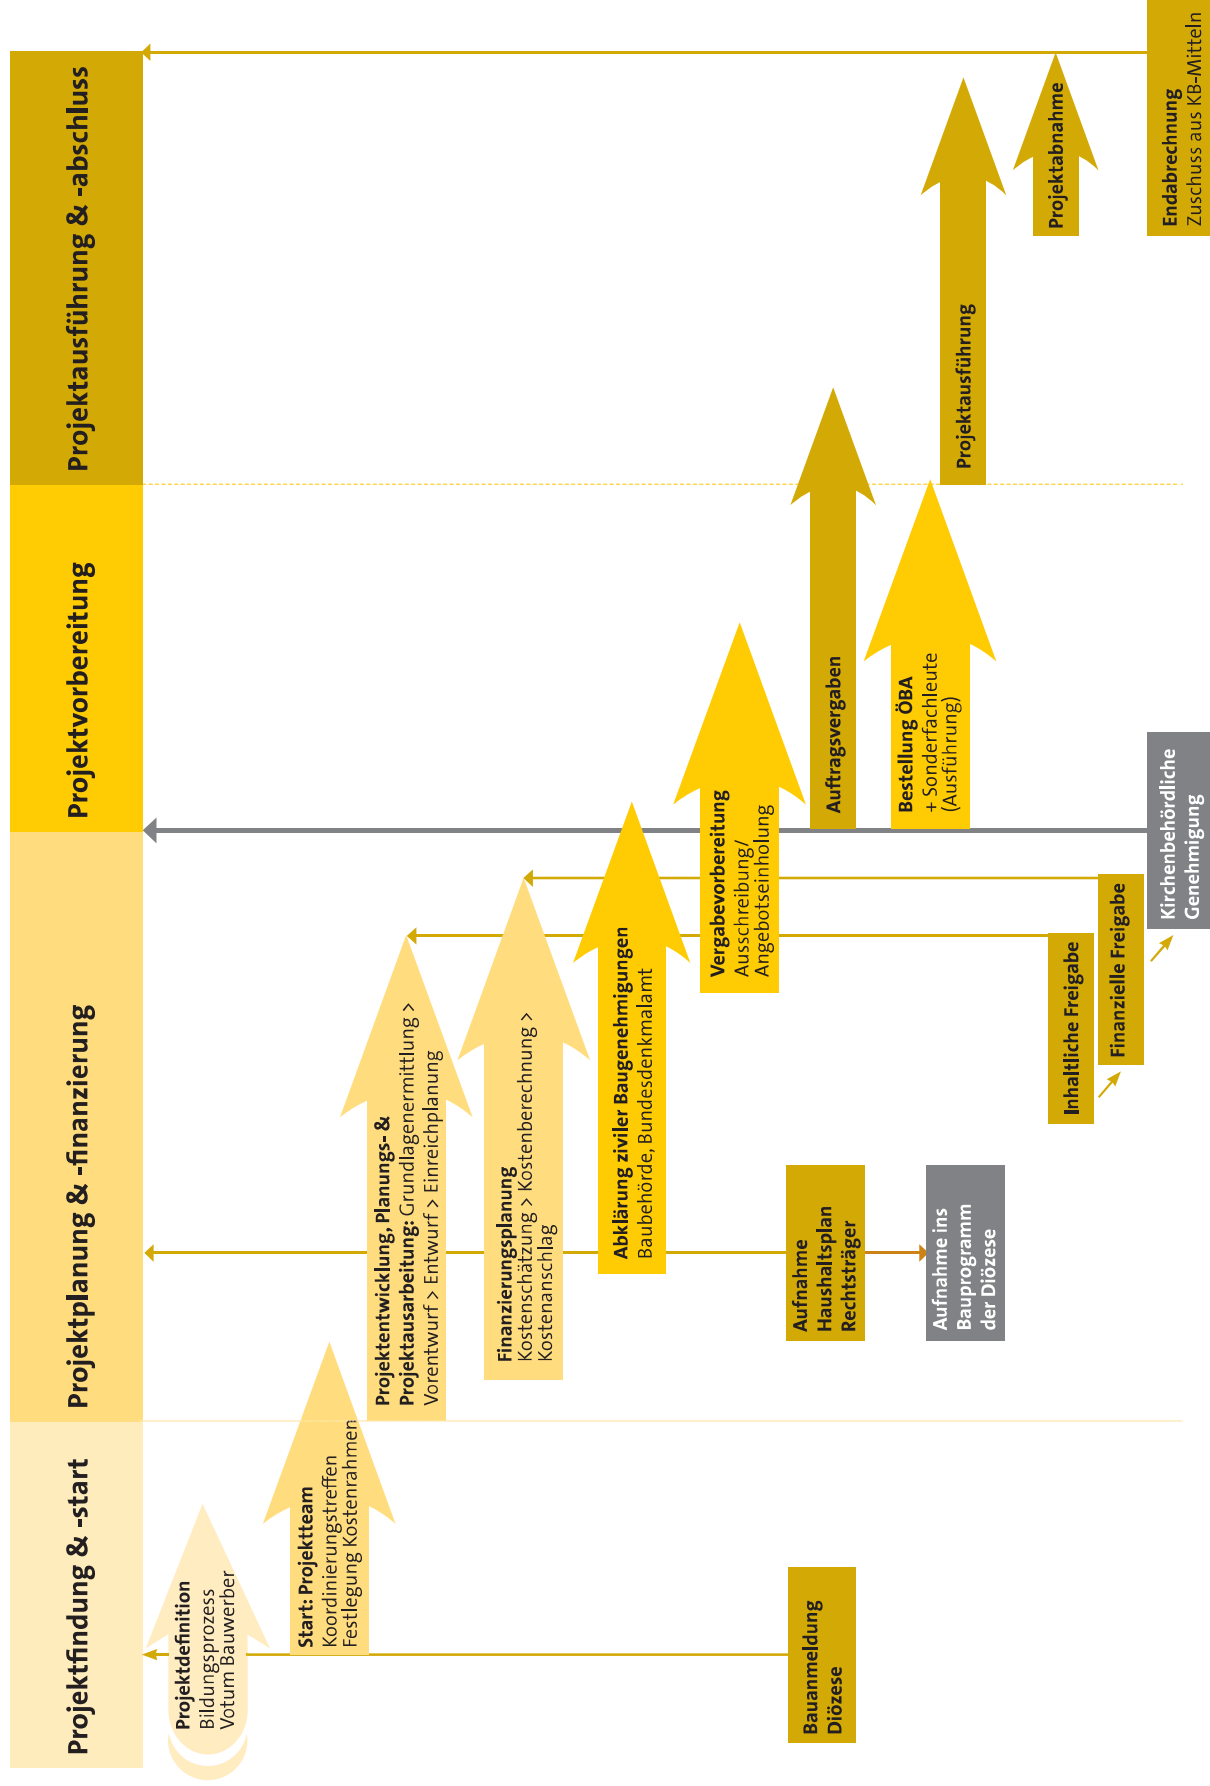 Projektfindung & -start
Projektplanung & -finanzierung
Projektvorbereitung
Projektausführung & -abschluss
Projektdefinition
Bildungsprozess
Votum Bauwerber
Start: Projektteam
Koordinierungstreffen
Festlegung Kostenrahmen
Projektentwicklung, Planungs- &
Projektausarbeitung: Grundlagenermittlung >
Vorentwurf > Entwurf > Einreichplanung
Finanzierungsplanung
Kostenschätzung > Kostenberechnung >
Kostenanschlag
Abklärung ziviler Baugenehmigungen
Baubehörde, Bundesdenkmalamt
Vergabevorbereitung
Ausschreibung/
Angebotseinholung
Auftragsvergaben
Bestellung ÖBA
+ Sonderfachleute
(Ausführung)
Projektausführung
Projektabnahme
Bauanmeldung
Diözese
Aufnahme
Haushaltsplan
Rechtsträger
Aufnahme ins
Bauprogramm
der Diözese
Inhaltliche Freigabe
Finanzielle Freigabe
Kirchenbehördliche
Genehmigung
Endabrechnung
Zuschuss aus KB-Mitteln